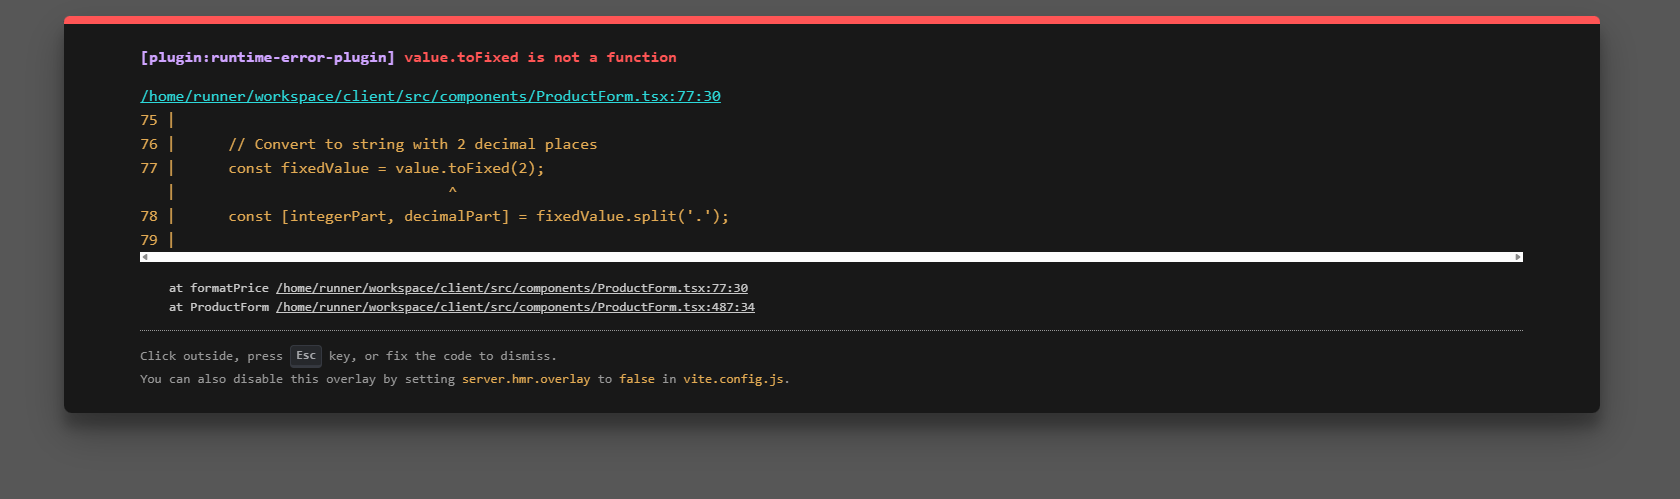 [plugin:runtime-error-plugin] value.toFixed is not a function
/home/runner/workspace/client/src/components/ProductForm.tsx:77:30
75 |
76 |      // Convert to string with 2 decimal places
77 |      const fixedValue = value.toFixed(2);
   |                               ^
78 |      const [integerPart, decimalPart] = fixedValue.split('.');
79 |
at formatPrice /home/runner/workspace/client/src/components/ProductForm.tsx:77:30
at ProductForm /home/runner/workspace/client/src/components/ProductForm.tsx:487:34
Click outside, press Esc key, or fix the code to dismiss.
You can also disable this overlay by setting server.hmr.overlay to false in vite.config.js.